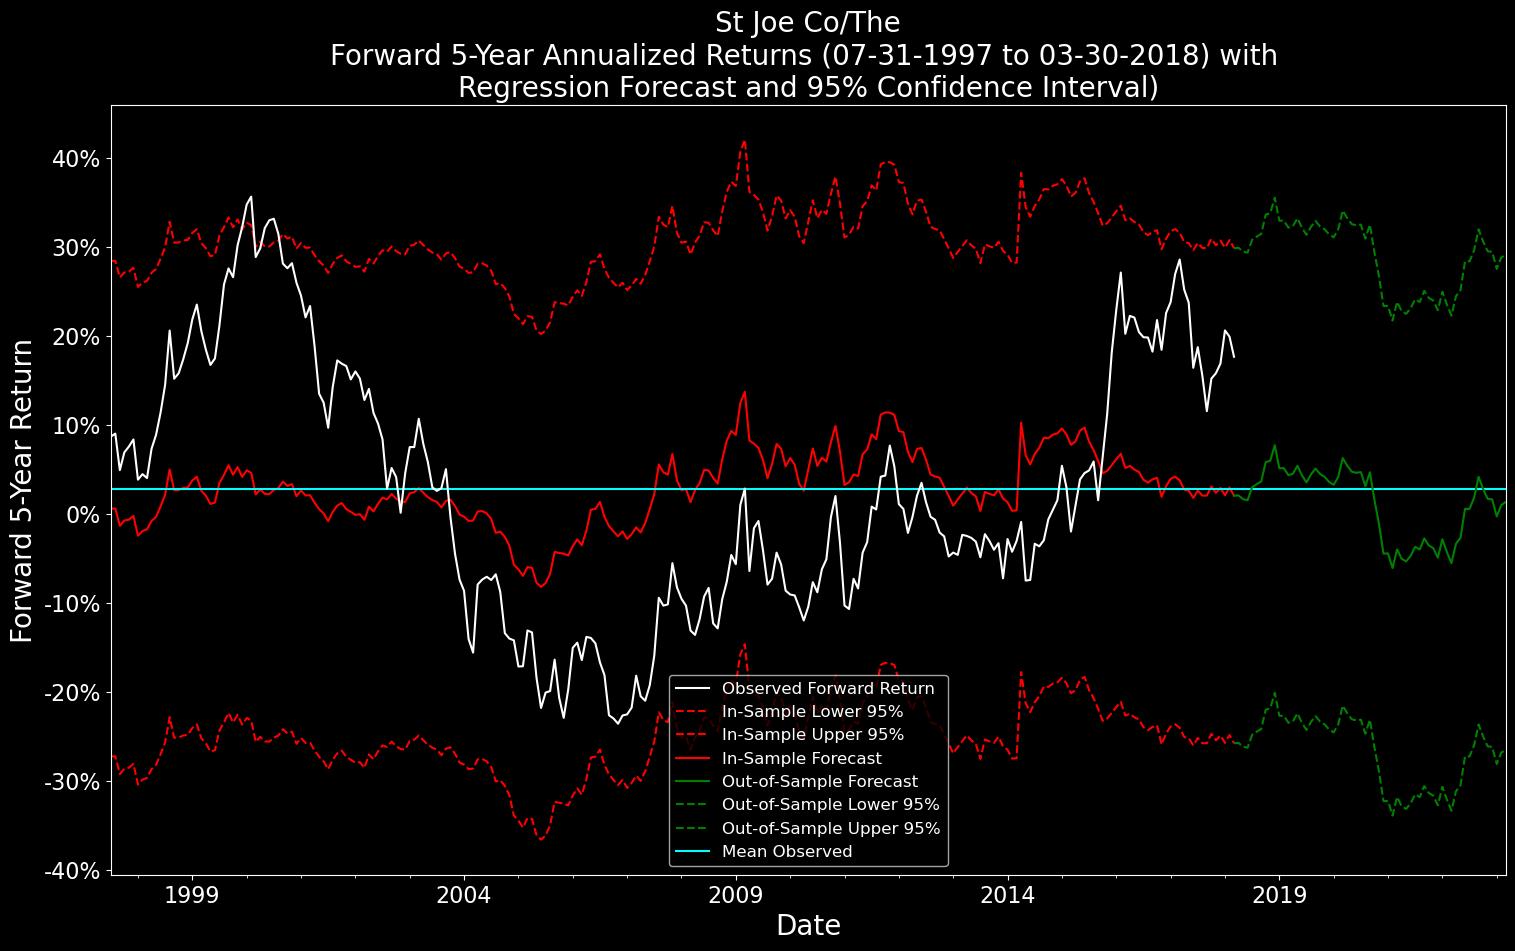 St Joe Co/The
Forward 5-Year Annualized Returns (07-31-1997 to 03-30-2018) with
Regression Forecast and 95% Confidence Interval)
Forward 5-Year Return
40%
30%
20%
10%
0%
-10%
-20%
-30%
-40%
Observed Forward Return
In-Sample Lower 95%
In-Sample Upper 95%
In-Sample Forecast
Out-of-Sample Forecast
Out-of-Sample Lower 95%
Out-of-Sample Upper 95%
Mean Observed
1999 2004 2009 2014 2019
Date